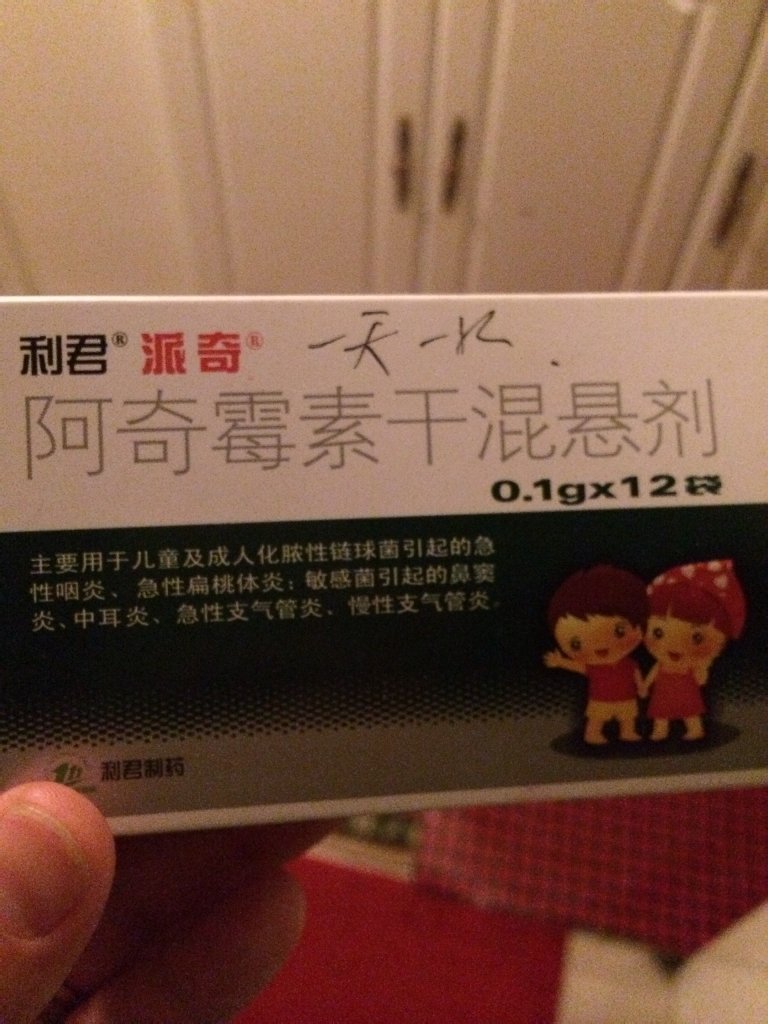 利君® 派奇® 一天一次.
阿奇霉素干混悬剂
0.1gx12袋
主要用于儿童及成人化脓性链球菌引起的急
性咽炎、急性扁桃体炎；敏感菌引起的鼻窦
炎、中耳炎、急性支气管炎、慢性支气管炎
利君制药